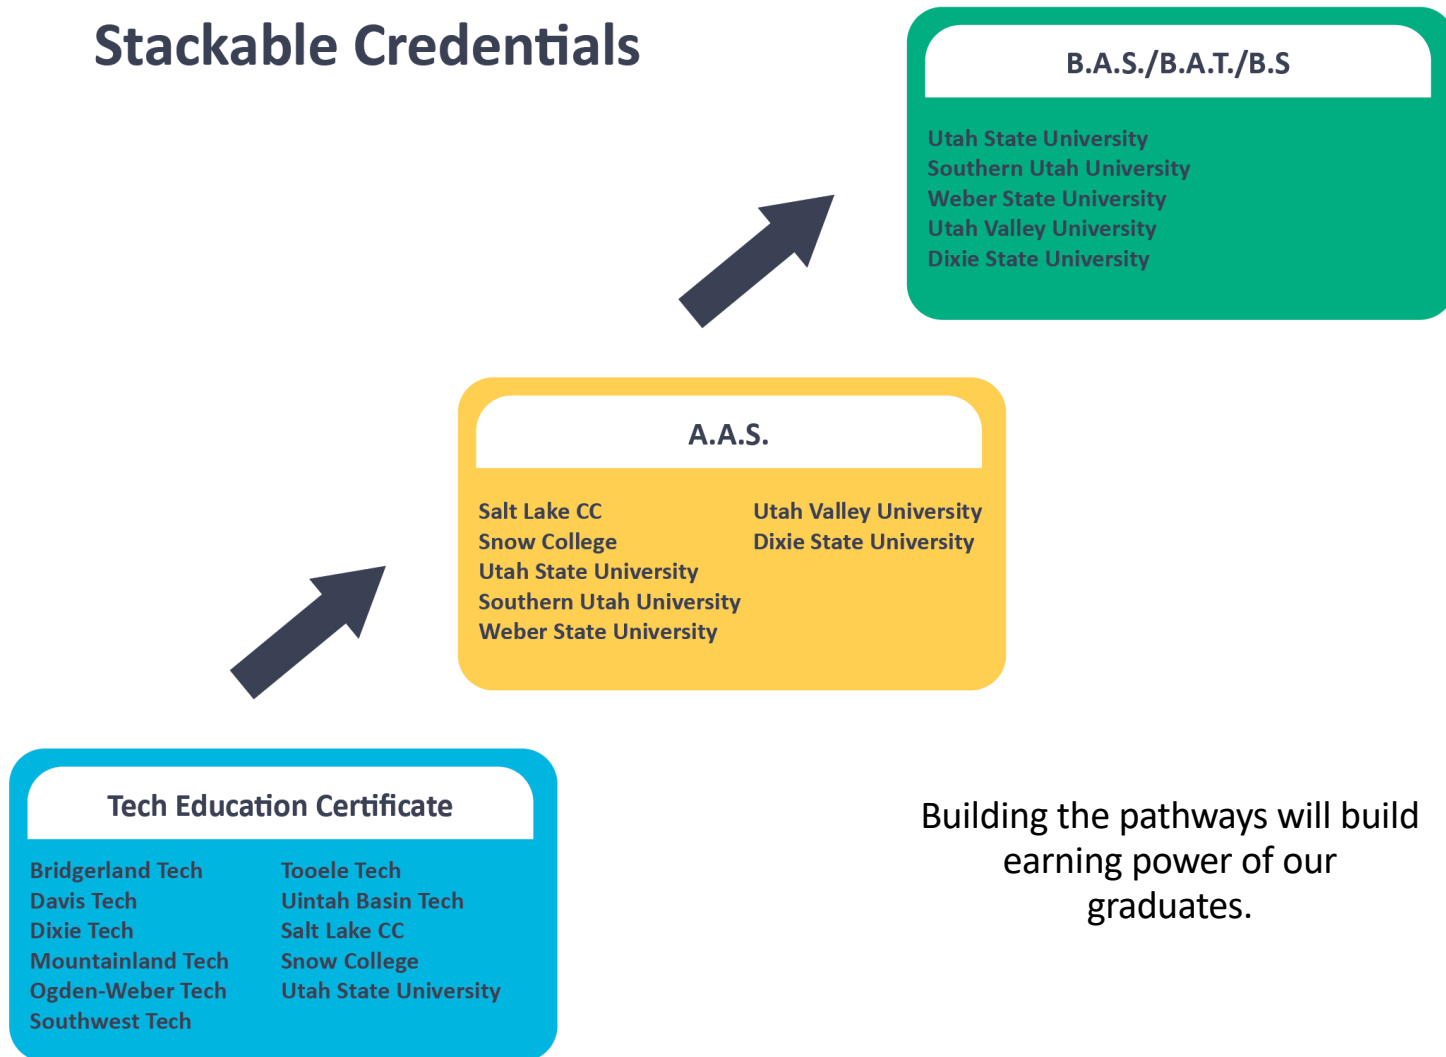 Stackable Credentials
B.A.S./B.A.T./B.S
Utah State University
Southern Utah University
Weber State University
Utah Valley University
Dixie State University
A.A.S.
Salt Lake CC
Snow College
Utah State University
Southern Utah University
Weber State University
Utah Valley University
Dixie State University
Tech Education Certificate
Bridgerland Tech
Davis Tech
Dixie Tech
Mountainland Tech
Ogden-Weber Tech
Southwest Tech
Tooele Tech
Uintah Basin Tech
Salt Lake CC
Snow College
Utah State University
Building the pathways will build
earning power of our
graduates.